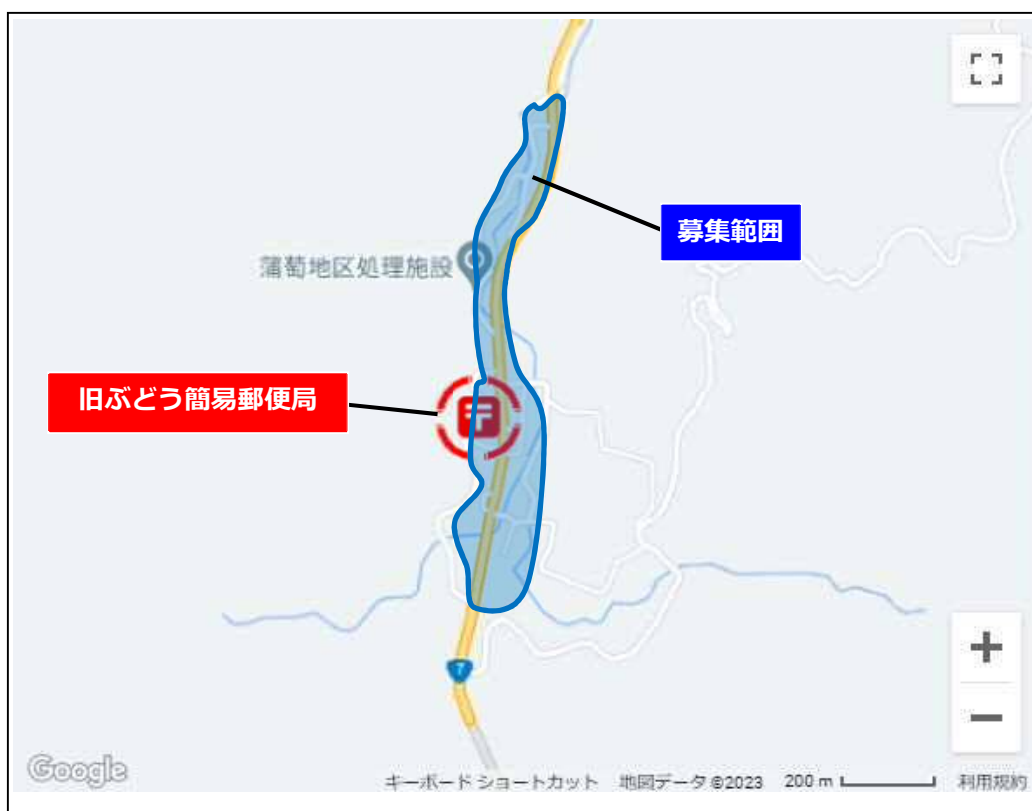 募集範囲
蒲萄地区処理施設
旧ぶどう簡易郵便局
7
Google
キーボード ショートカット 地図データ ©2023 200 m 利用規約